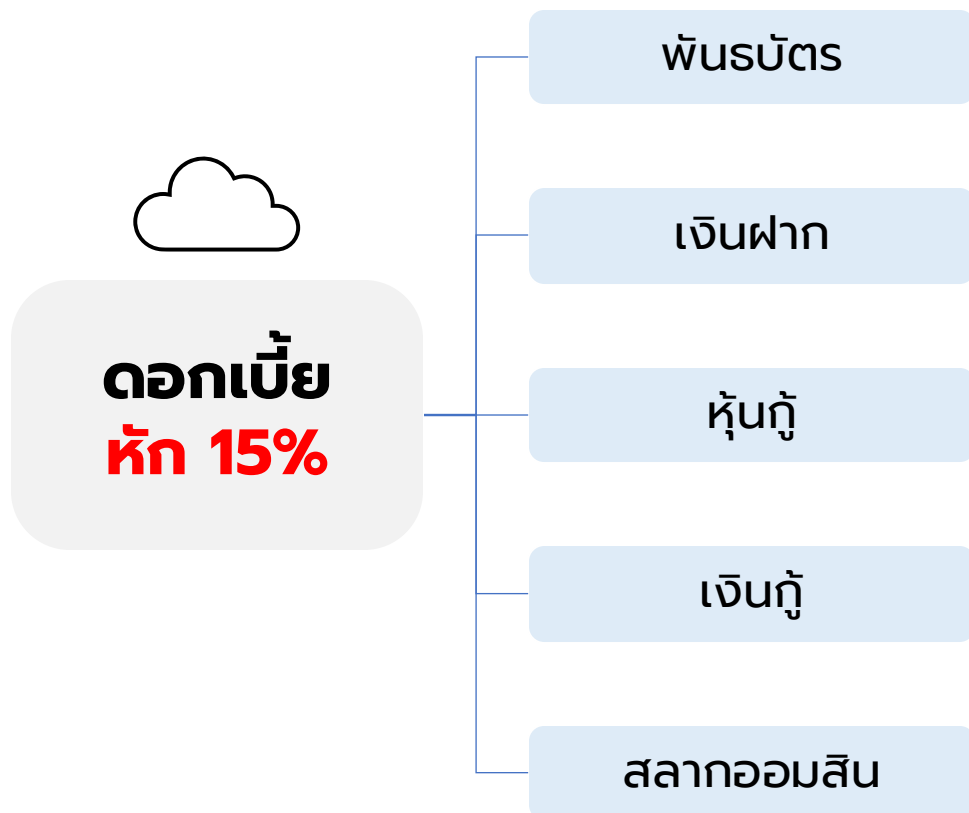 ดอกเบี้ย
หัก 15%
พันธบัตร
เงินฝาก
หุ้นกู้
เงินกู้
สลากออมสิน